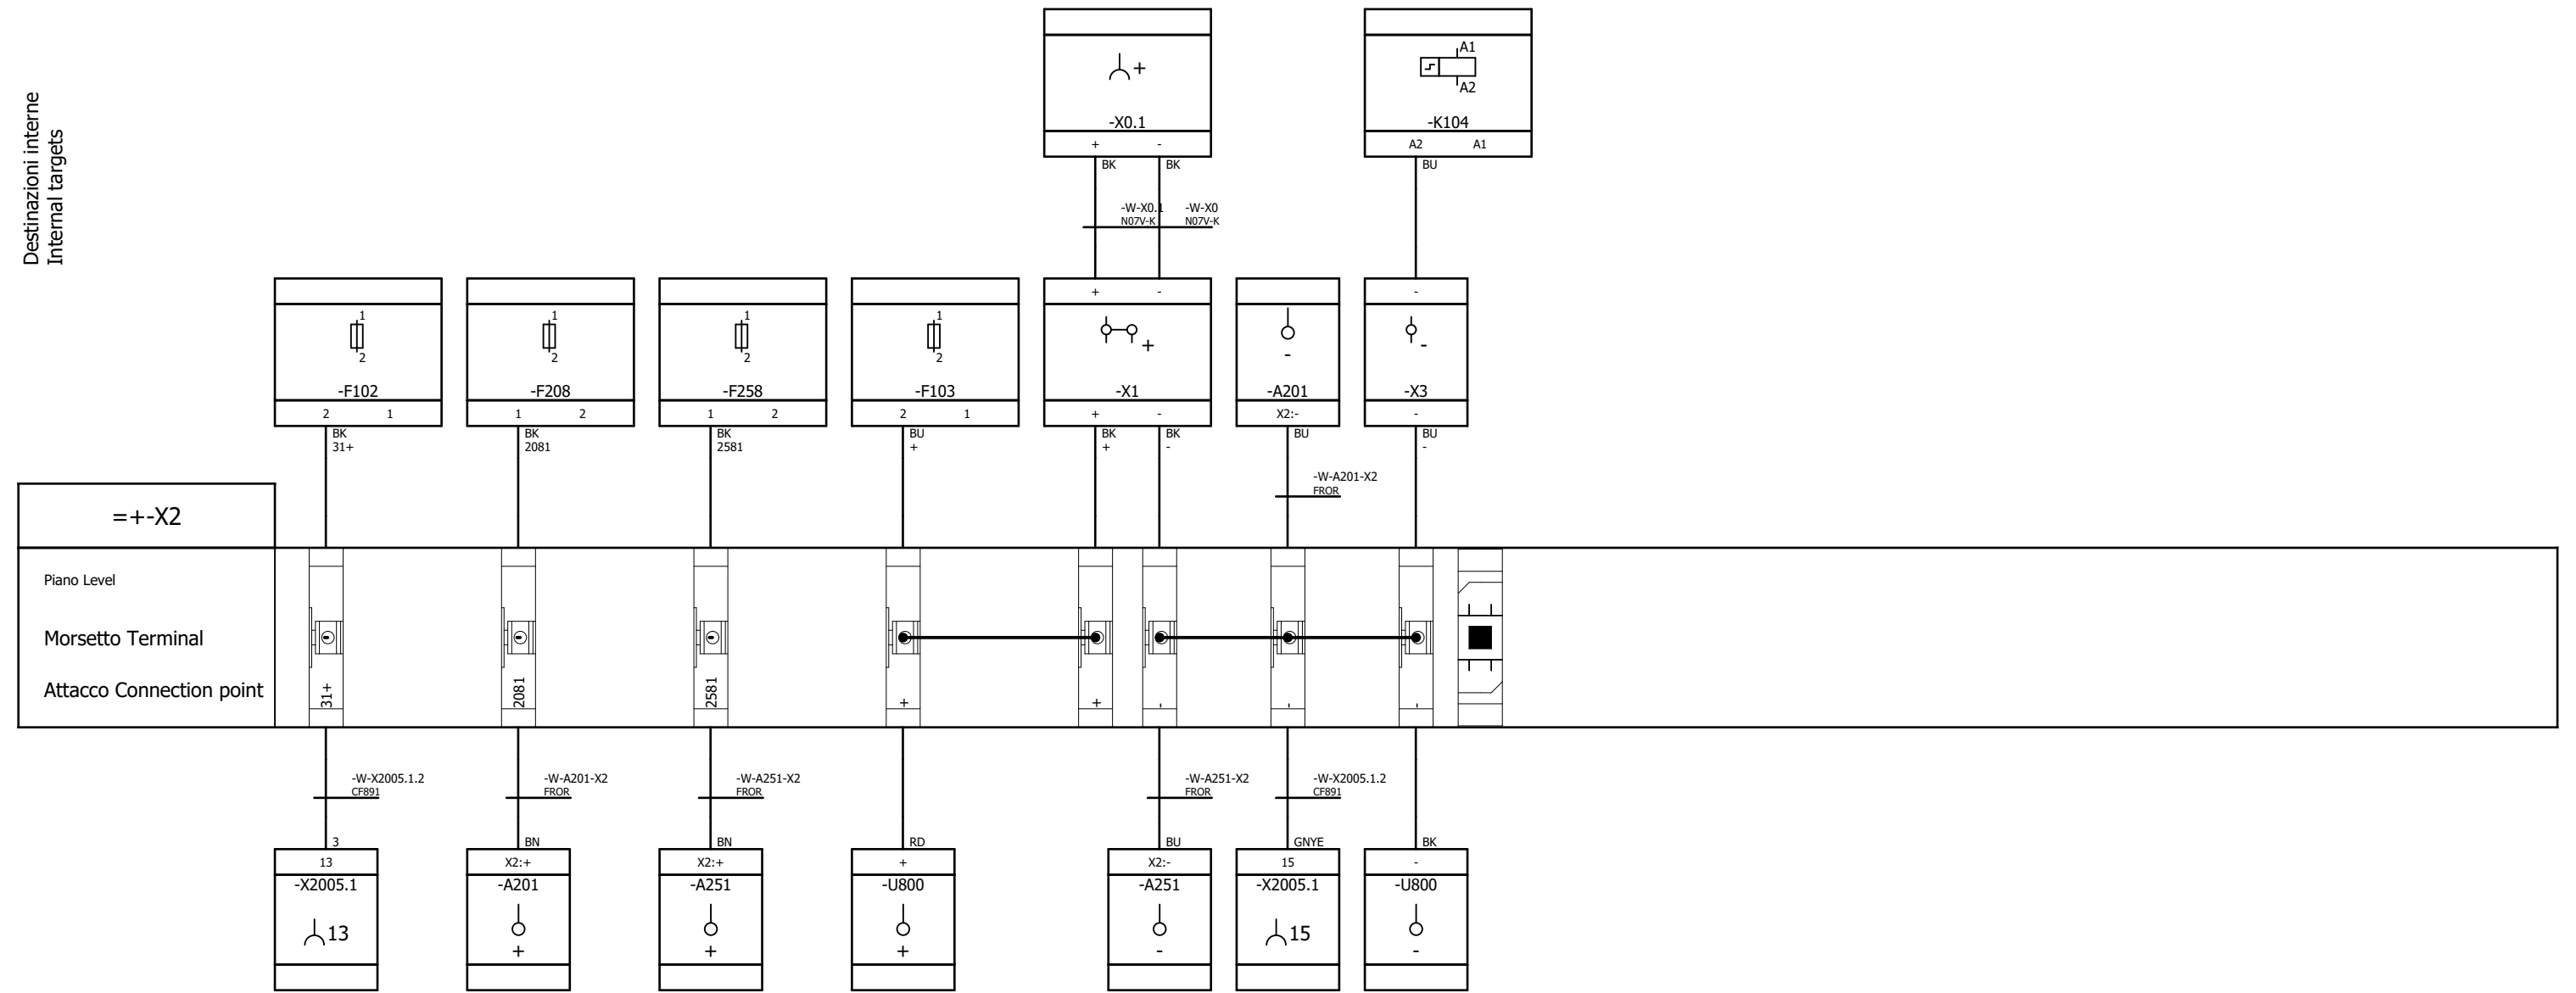 Destinazioni interne
Internal targets
+
-X0.1
+ -
BK BK
-W-X0.1 -W-X0
N07V-K N07V-K
A1
A2
-K104
A2 A1
BU
1
2
-F102
2 1
BK
31+
1
2
-F208
1 2
BK
2081
1
2
-F258
1 2
BK
2581
1
2
-F103
2 1
BU
+
+ -
+
-X1
+ -
BK BK
+ -
-
-A201
X2:-
BU
-W-A201-X2
FROR
-
-
-X3
-
BU
-
=+-X2
Piano Level
Morsetto Terminal
Attacco Connection point
31+ 2081 2581 + + - - -
-W-X2005.1.2
CF891
3
13
-X2005.1
13
-W-A201-X2
FROR
BN
X2:+
-A201
+
-W-A251-X2
FROR
BN
X2:+
-A251
+
RD
+
-U800
+
-W-A251-X2
FROR
BU
X2:-
-A251
-
-W-X2005.1.2
CF891
GNYE
15
-X2005.1
15
BK
-
-U800
-